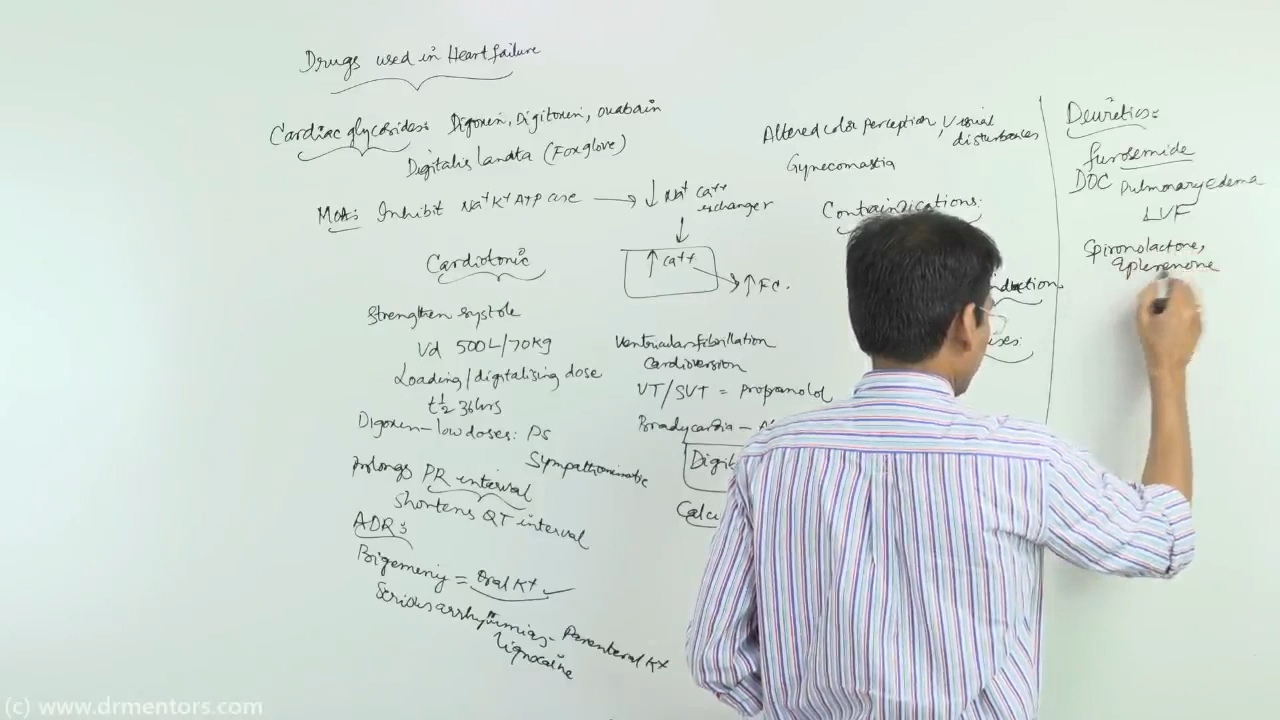 Drugs used in Heart failure
Cardiac glycosides: Digoxin, Digitoxin, ouabain
Digitalis lanata (Foxglove)
MOA: Inhibit Na+ K+ ATP ase → ↓ Na+ Ca++ exchanger
↓
↑ Ca++ → ↑ FC.
Cardiotonic
Strengthen systole
Vd 500L/70kg
Loading/digitalising dose
t½ 36hrs
Digoxin - low doses: PS
Sympathomimetic
Prolongs PR interval
Shortens QT interval
ADR:
Bigeminy = Oral K+ ✓
Serious arrhythmias - Parenteral K+
Lignocaine
Ventricular fibrillation
Cardioversion
VT/SVT = propranolol
Bradycardia -
Altered color perception, Visual disturbances
Gynecomastia
Contraindications:
Deuretics:
furosemide
DOC Pulmonary edema
LVF
Spironolactone,
Eplerenone
(c) www.drmentors.com